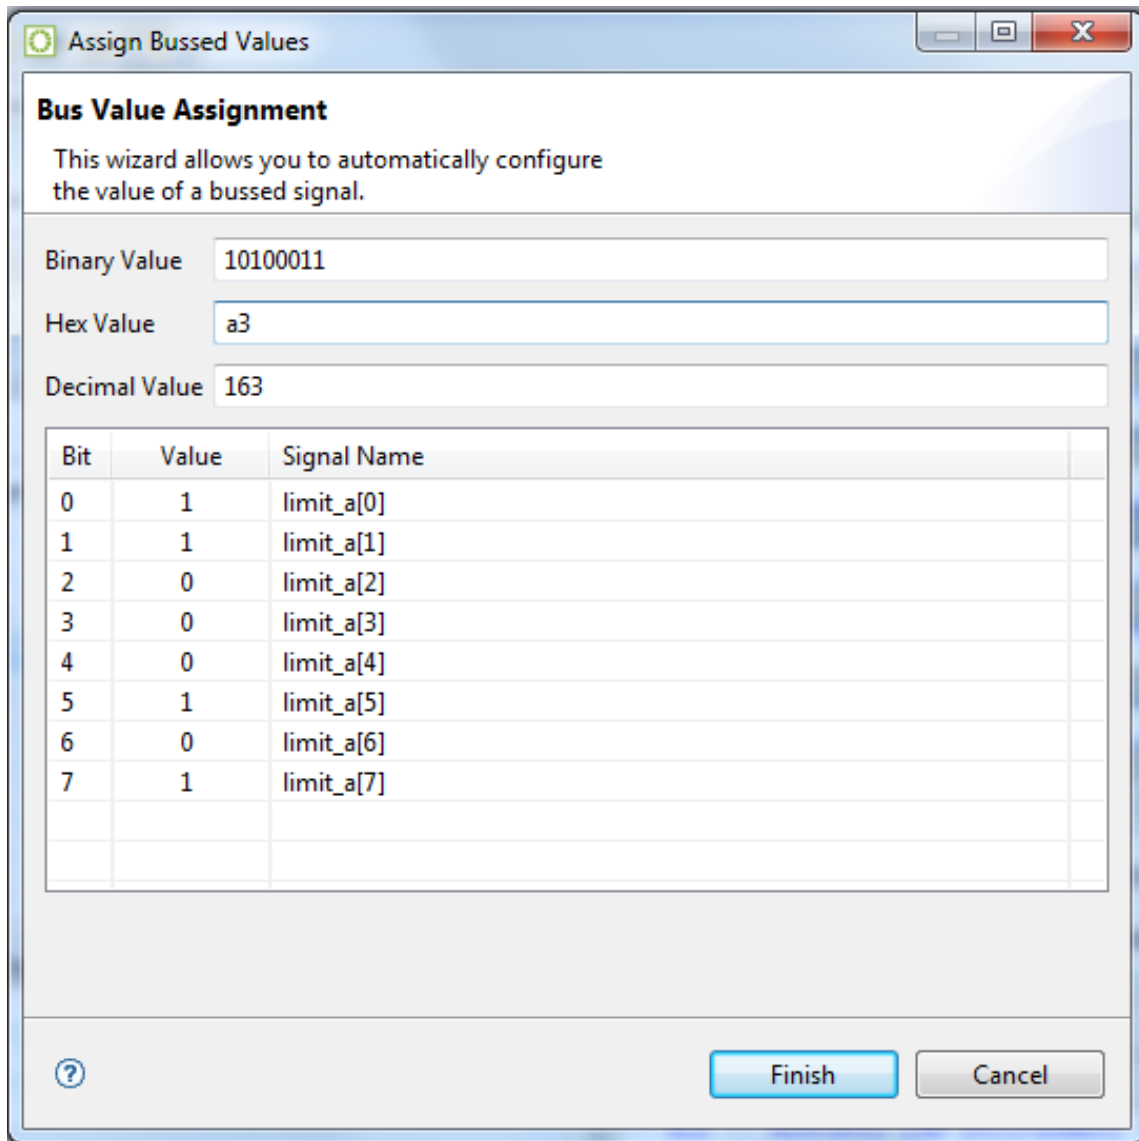 Assign Bussed Values
Bus Value Assignment
This wizard allows you to automatically configure
the value of a bussed signal.
Binary Value 10100011
Hex Value a3
Decimal Value 163
Bit Value Signal Name
0 1 limit_a[0]
1 1 limit_a[1]
2 0 limit_a[2]
3 0 limit_a[3]
4 0 limit_a[4]
5 1 limit_a[5]
6 0 limit_a[6]
7 1 limit_a[7]
? Finish Cancel